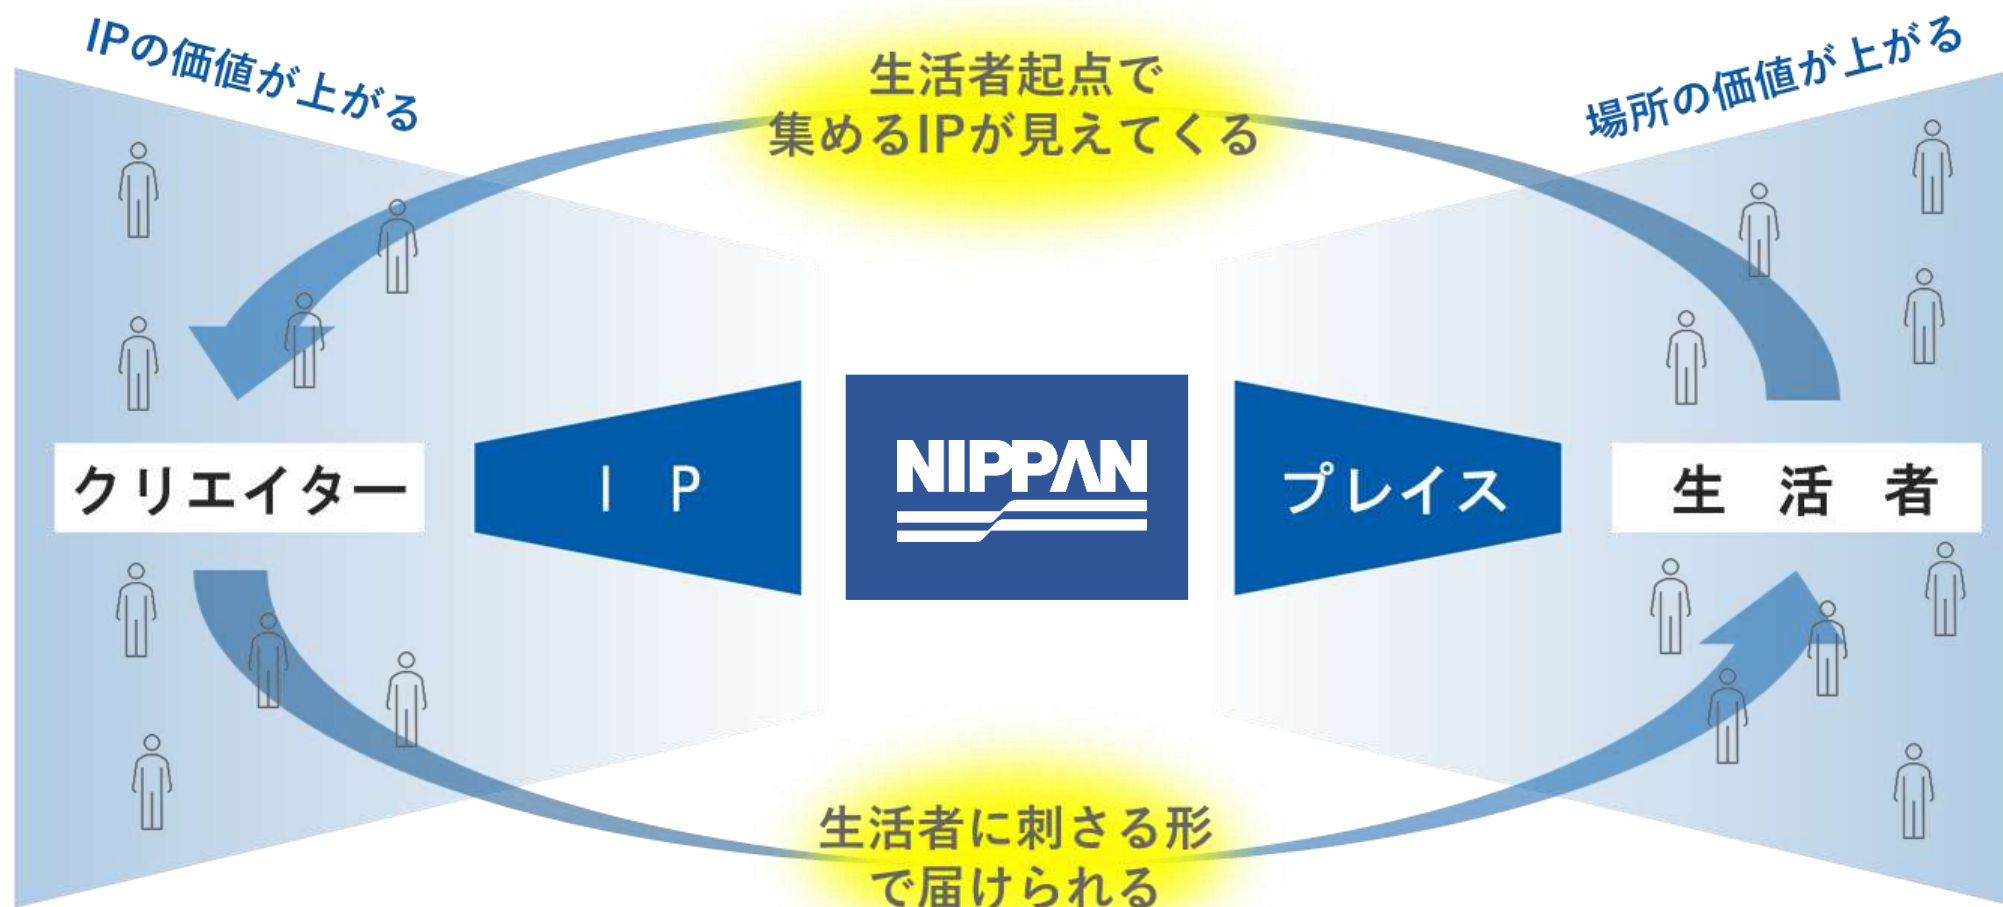 IPの価値が上がる
生活者起点で
集めるIPが見えてくる
場所の価値が上がる
クリエイター
IP
NIPPAN
プレイス
生活者
生活者に刺さる形
で届けられる